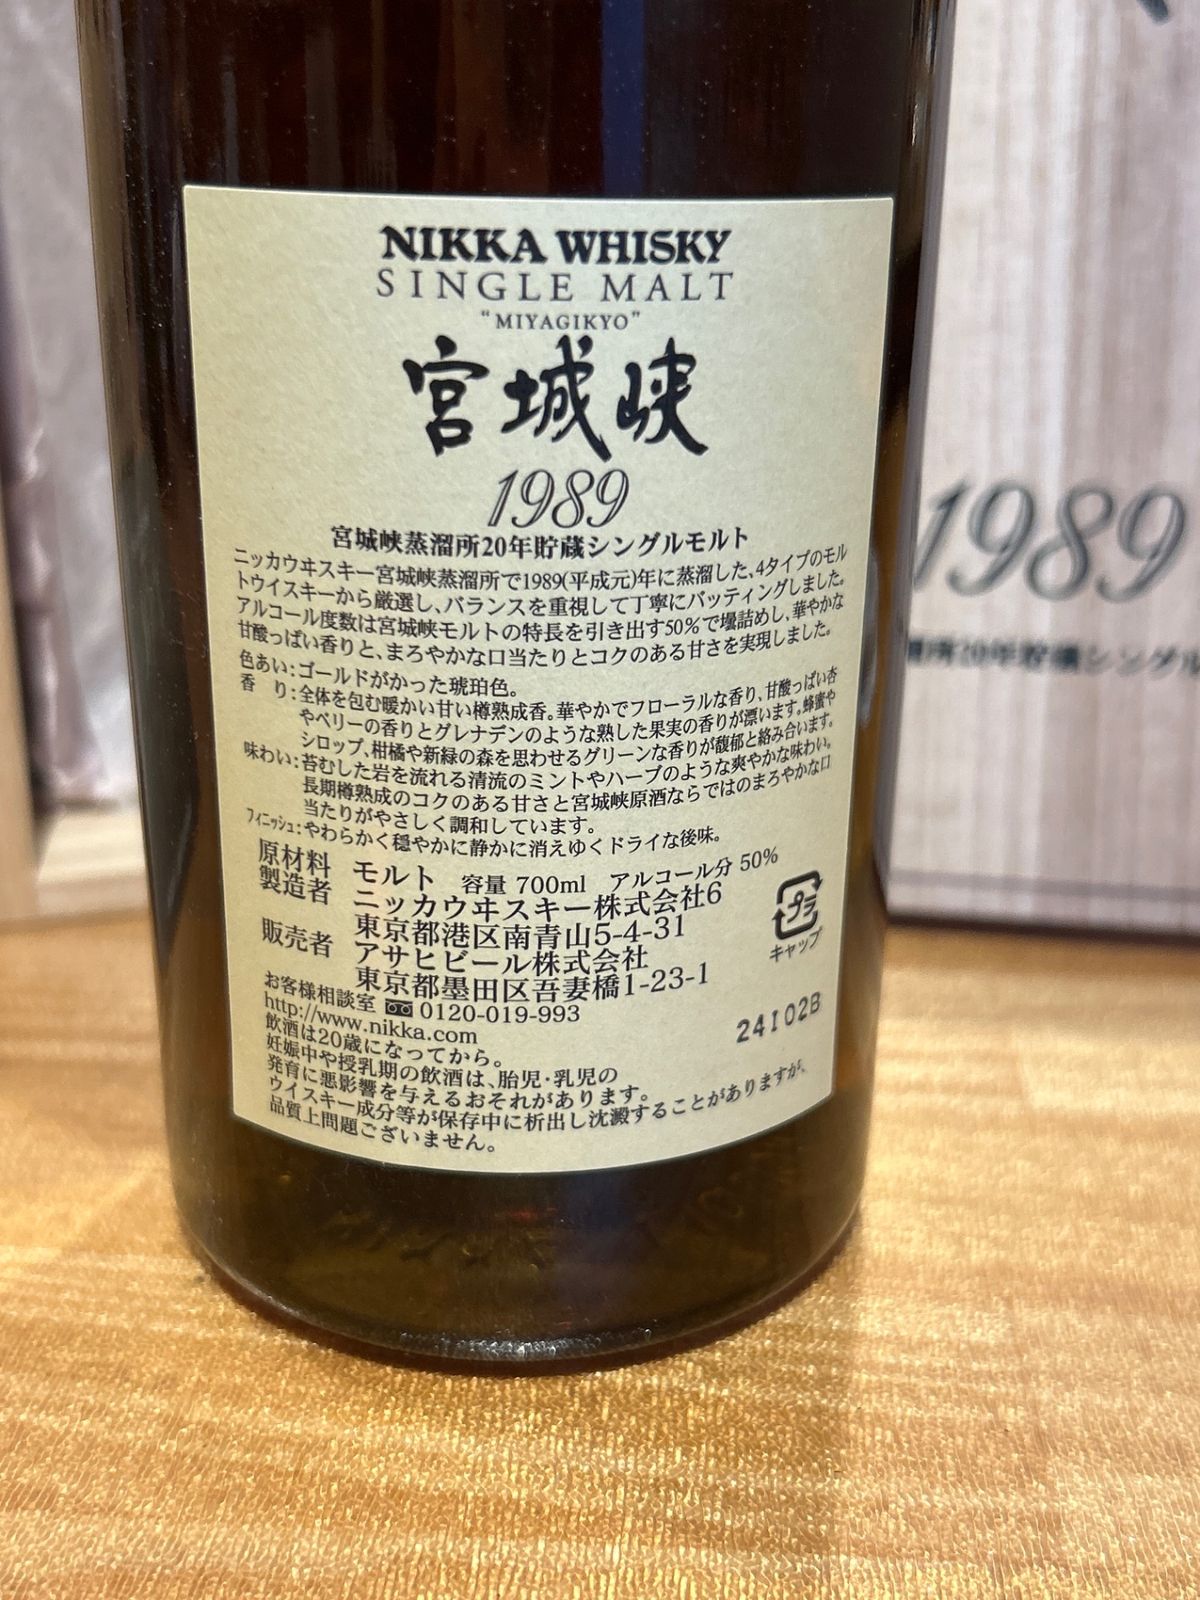 NIKKA WHISKY
SINGLE MALT
"MIYAGIKYO"
宮城峡
1989
宮城峡蒸溜所20年貯蔵シングルモルト
ニッカウヰスキー宮城峡蒸溜所で1989(平成元)年に蒸溜した、4タイプのモル
トウイスキーから厳選し、バランスを重視して丁寧にバッティングしました。
アルコール度数は宮城峡モルトの特長を引き出す50%で壜詰めし、華やかな
甘酸っぱい香りと、まろやかな口当たりとコクのある甘さを実現しました。
色あい:ゴールドがかった琥珀色。
香 り:全体を包む暖かい甘い樽熟成香。華やかでフローラルな香り、甘酸っぱい杏
やベリーの香りとグレナデンのような熟した果実の香りが漂います。蜂蜜や
シロップ、柑橘や新緑の森を思わせるグリーンな香りが馥郁と絡み合います。
味わい:苔むした岩を流れる清流のミントやハーブのような爽やかな味わい。
長期樽熟成のコクのある甘さと宮城峡原酒ならではのまろやかな口
当たりがやさしく調和しています。
フィニッシュ:やわらかく穏やかに静かに消えゆくドライな後味。
原材料 モルト 容量 700ml アルコール分 50%
製造者 ニッカウヰスキー株式会社6
東京都港区南青山5-4-31
販売者 アサヒビール株式会社
東京都墨田区吾妻橋1-23-1
プラ
キャップ
お客様相談室 0120-019-993
http://www.nikka.com
24I02B
飲酒は20歳になってから。
妊娠中や授乳期の飲酒は、胎児・乳児の
発育に悪影響を与えるおそれがあります。
ウイスキー成分等が保存中に析出し沈澱することがありますが、
品質上問題ございません。
1989
20年貯蔵シングル